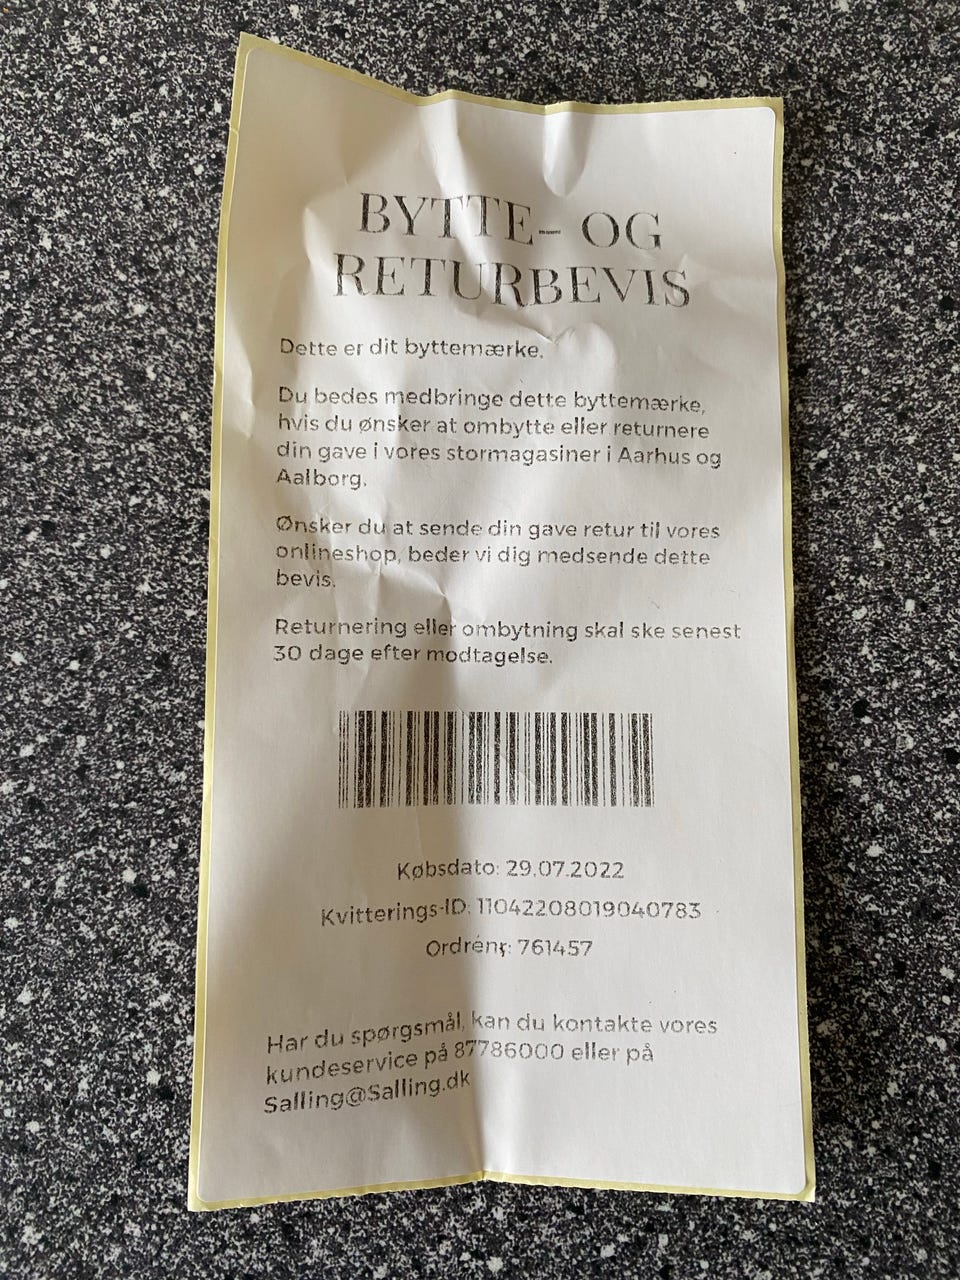 BYTTE- OG
RETURBEVIS
Dette er dit byttemærke.
Du bedes medbringe dette byttemærke,
hvis du ønsker at ombytte eller returnere
din gave i vores stormagasiner i Aarhus og
Aalborg.
Ønsker du at sende din gave retur til vores
onlineshop, beder vi dig medsende dette
bevis.
Returnering eller ombytning skal ske senest
30 dage efter modtagelse.
Købsdato: 29.07.2022
Kvitterings-ID: 11042208019040783
Ordrenr: 761457
Har du spørgsmål, kan du kontakte vores
kundeservice på 87786000 eller på
Salling@Salling.dk